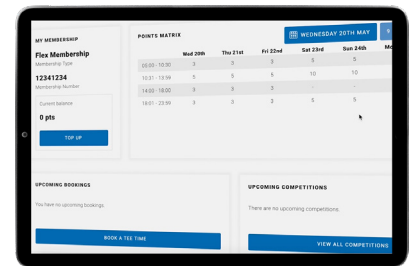 MY MEMBERSHIP
Flex Membership
Membership Type
12341234
Membership Number
Current balance
0 pts
TOP UP
POINTS MATRIX
WEDNESDAY 20TH MAY
Wed 20th Thu 21st Fri 22nd Sat 23rd Sun 24th
00:00 - 10:30 3 3 3 5 5
10:31 - 13:59 5 5 5 10 10
14:00 - 18:00 3 3 3 - -
18:01 - 23:59 3 3 3 5 5
UPCOMING BOOKINGS
You have no upcoming bookings.
BOOK A TEE TIME
UPCOMING COMPETITIONS
There are no upcoming competitions.
VIEW ALL COMPETITIONS